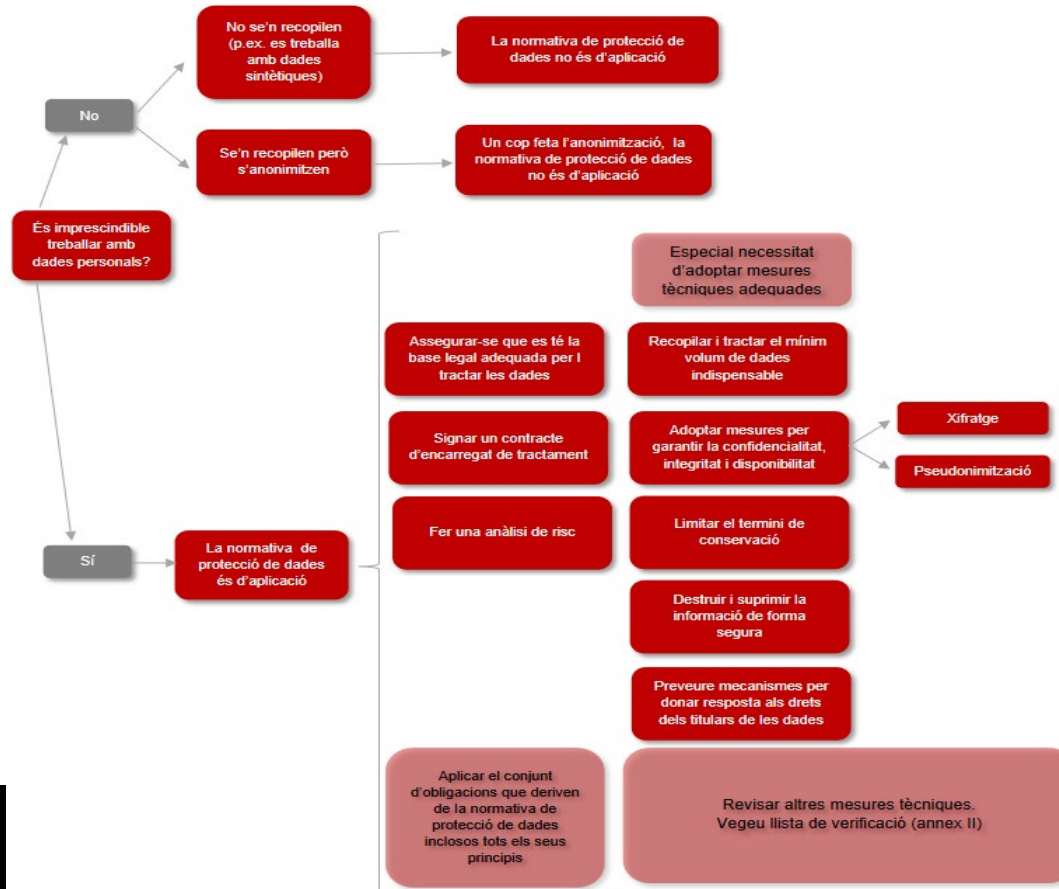 No se'n recopilen
(p.ex. es treballa
amb dades
sintètiques)
La normativa de protecció de
dades no és d'aplicació
No
Se'n recopilen però
s'anonimitzen
Un cop feta l'anonimització, la
normativa de protecció de dades
no és d'aplicació
És imprescindible
treballar amb
dades personals?
Sí
La normativa de
protecció de dades
és d'aplicació
Assegurar-se que es té la
base legal adequada per I
tractar les dades
Signar un contracte
d'encarregat de tractament
Fer una anàlisi de risc
Aplicar el conjunt
d'obligacions que deriven
de la normativa de
protecció de dades
inclosos tots els seus
principis
Especial necessitat
d'adoptar mesures
tècniques adequades
Recopilar i tractar el mínim
volum de dades
indispensable
Adoptar mesures per
garantir la confidencialitat,
integritat i disponibilitat
Xifratge
Pseudonimització
Limitar el termini de
conservació
Destruir i suprimir la
informació de forma
segura
Preveure mecanismes per
donar resposta als drets
dels titulars de les dades
Revisar altres mesures tècniques.
Vegeu llista de verificació (annex II)